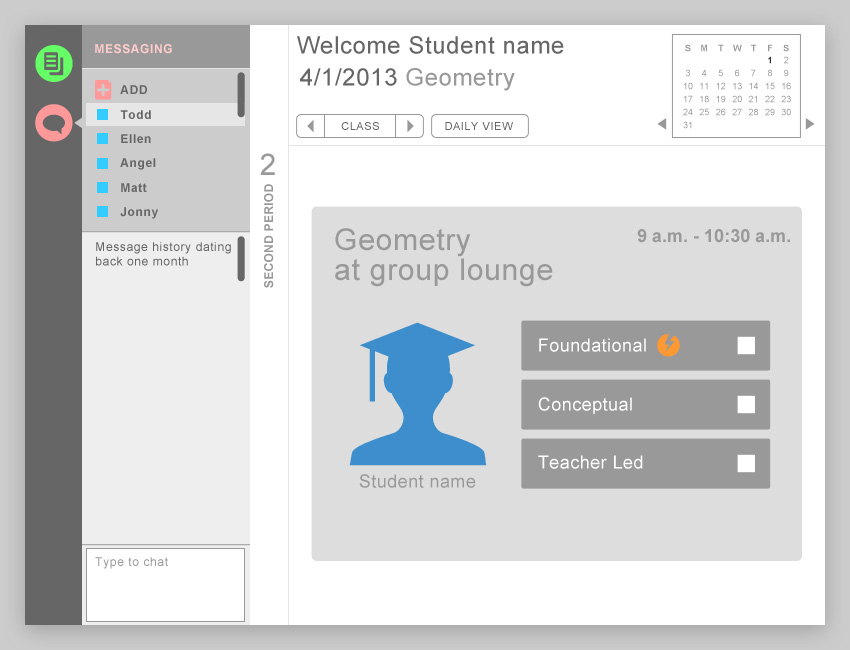 MESSAGING
ADD
Todd
Ellen
Angel
Matt
Jonny
Message history dating
back one month
Type to chat
2
SECOND PERIOD
Welcome Student name
4/1/2013 Geometry
CLASS
DAILY VIEW
S M T W T F S
1 2
3 4 5 6 7 8 9
10 11 12 13 14 15 16
17 18 19 20 21 22 23
24 25 26 27 28 29 30
31
Geometry
at group lounge
9 a.m. - 10:30 a.m.
Student name
Foundational
Conceptual
Teacher Led